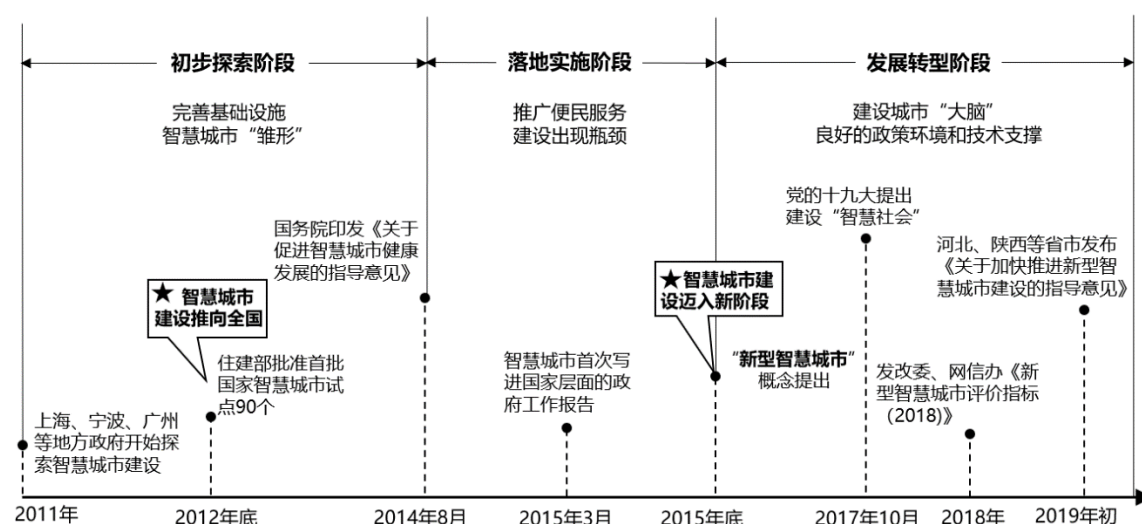 初步探索阶段
落地实施阶段
发展转型阶段
完善基础设施
智慧城市“雏形”
推广便民服务
建设出现瓶颈
建设城市“大脑”
良好的政策环境和技术支撑
上海、宁波、广州
等地方政府开始探
索智慧城市建设
★ 智慧城市
建设推向全国
住建部批准首批
国家智慧城市试
点90个
国务院印发《关于
促进智慧城市健康
发展的指导意见》
智慧城市首次写
进国家层面的政
府工作报告
★智慧城市建
设迈入新阶段
“新型智慧城市”
概念提出
党的十九大提出
建设“智慧社会”
发改委、网信办《新
型智慧城市评价指标
（2018)》
河北、陕西等省市发布
《关于加快推进新型智
慧城市建设的指导意见》
2011年
2012年底
2014年8月
2015年3月
2015年底
2017年10月
2018年
2019年初